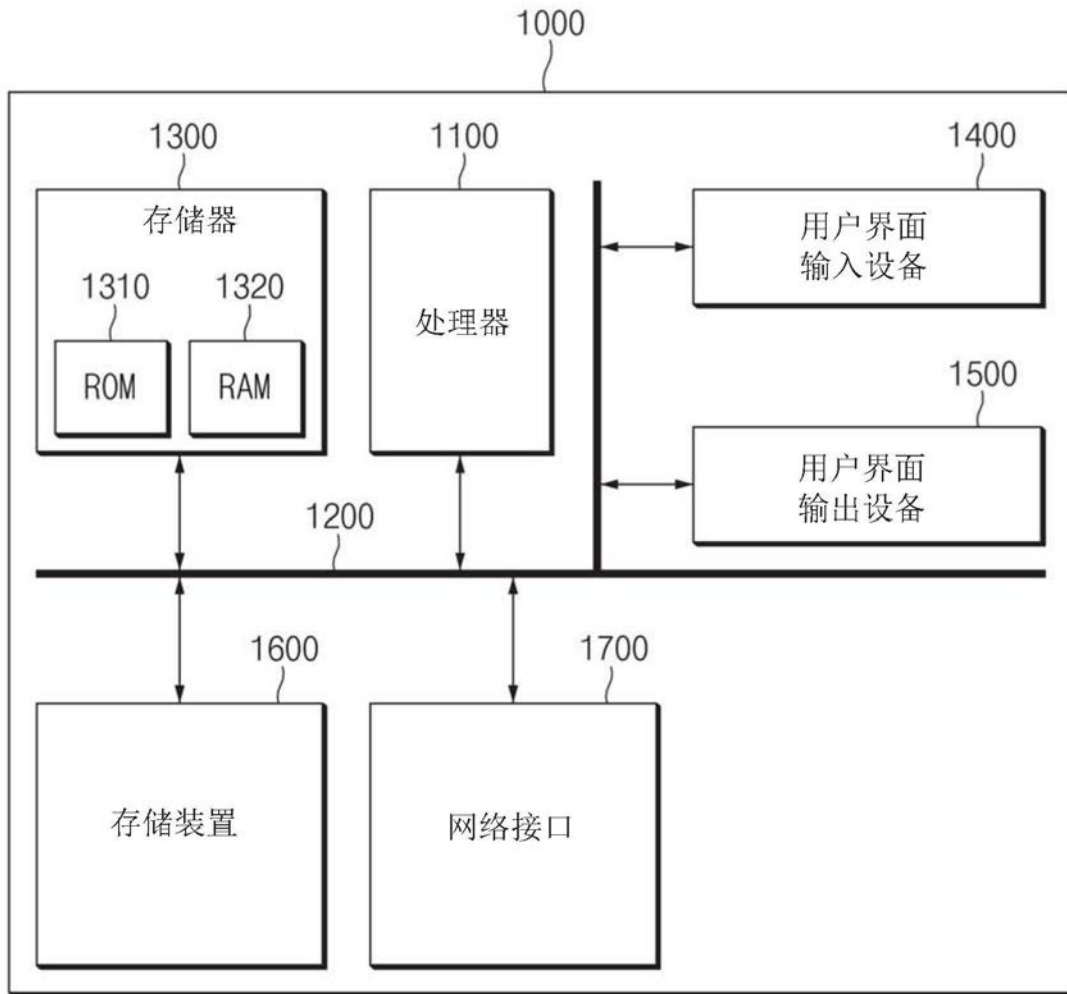 1000
1300
1100
1400
存储器
1310
1320
ROM
RAM
处理器
用户界面
输入设备
1500
用户界面
输出设备
1200
1600
1700
存储装置
网络接口